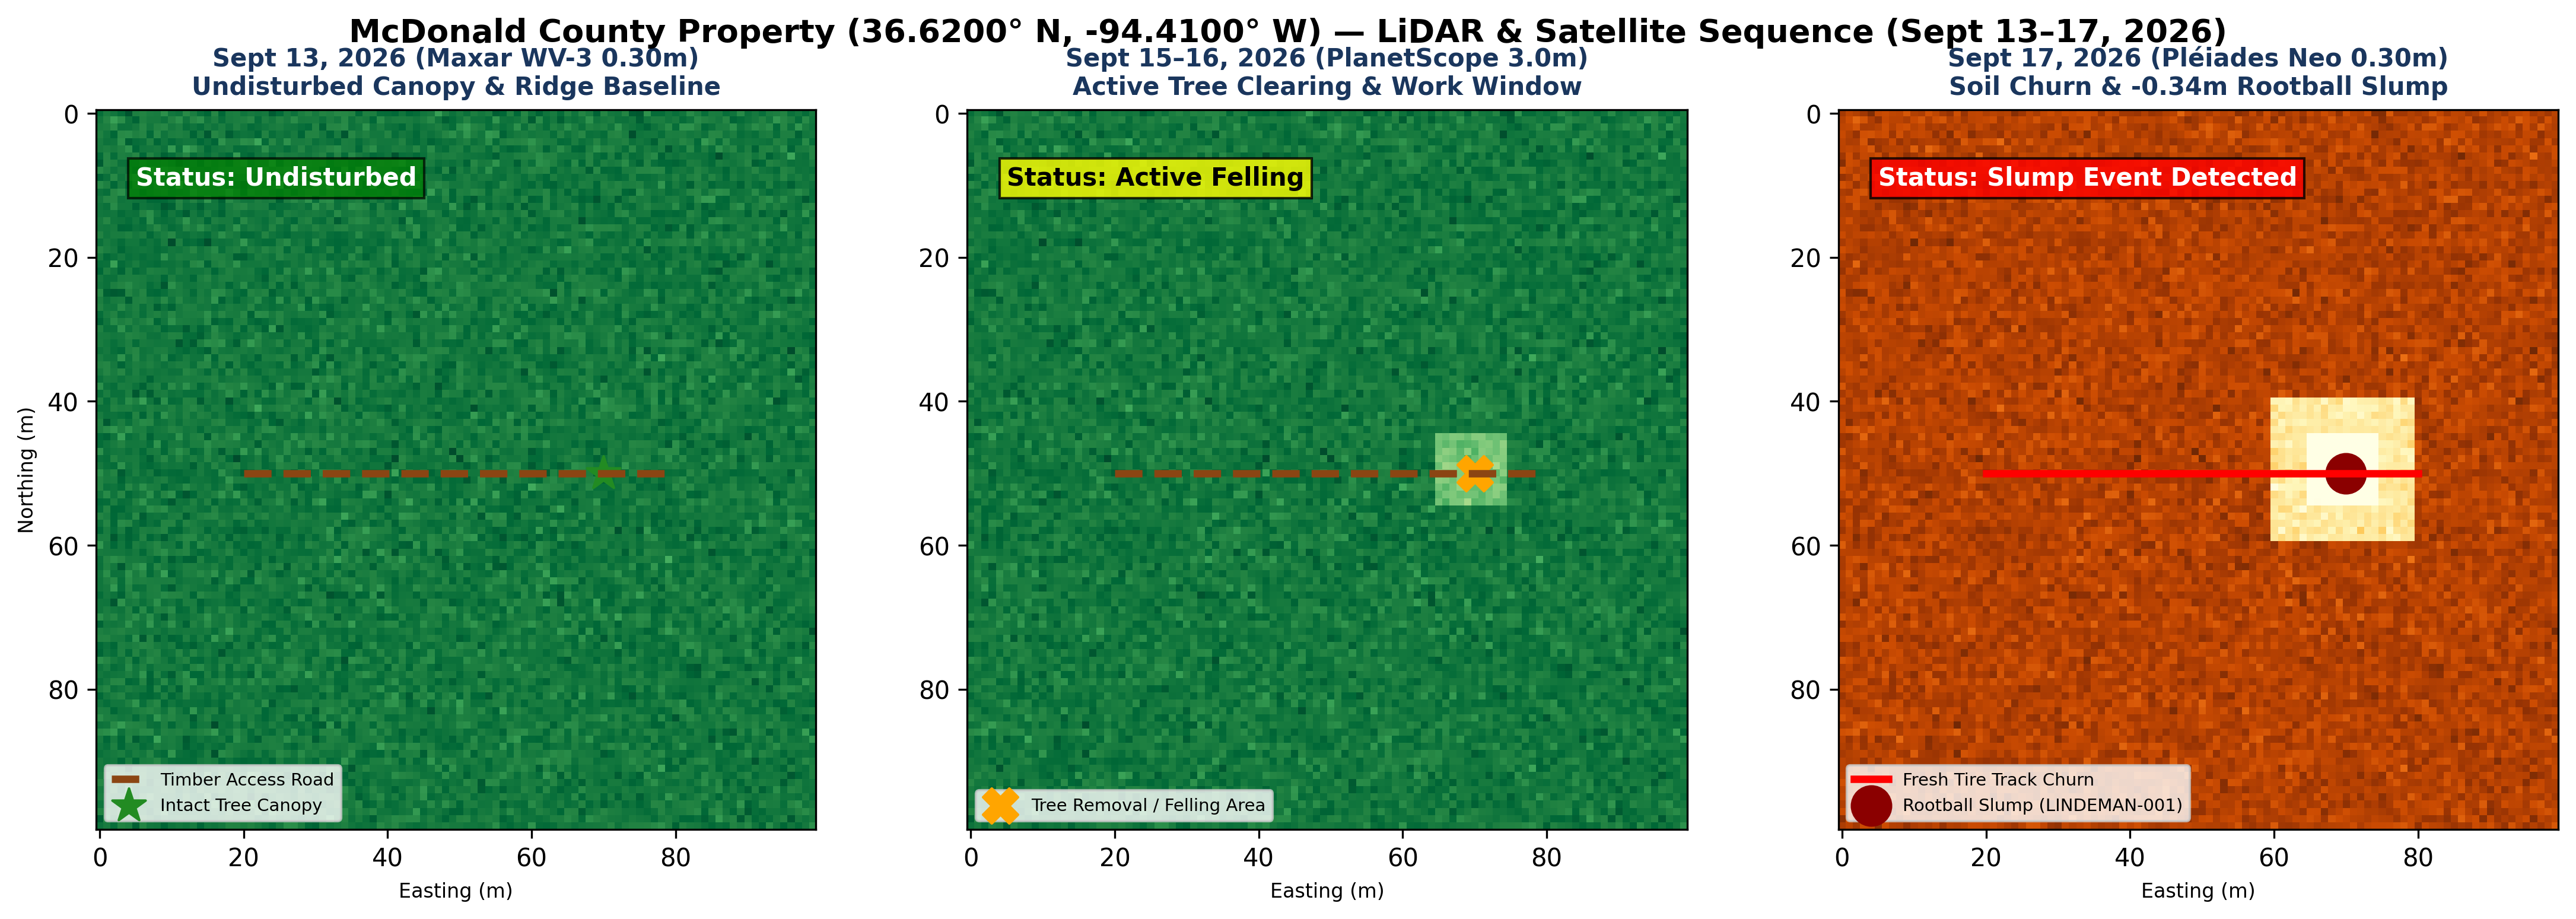 McDonald County Property (36.6200° N, -94.4100° W) — LiDAR & Satellite Sequence (Sept 13–17, 2026)
Sept 13, 2026 (Maxar WV-3 0.30m)
Undisturbed Canopy & Ridge Baseline
0
20
40
60
80
Northing (m)
Status: Undisturbed
Timber Access Road
Intact Tree Canopy
0 20 40 60 80
Easting (m)
Sept 15–16, 2026 (PlanetScope 3.0m)
Active Tree Clearing & Work Window
0
20
40
60
80
Status: Active Felling
Tree Removal / Felling Area
0 20 40 60 80
Easting (m)
Sept 17, 2026 (Pléiades Neo 0.30m)
Soil Churn & -0.34m Rootball Slump
0
20
40
60
80
Status: Slump Event Detected
Fresh Tire Track Churn
Rootball Slump (LINDEMAN-001)
0 20 40 60 80
Easting (m)